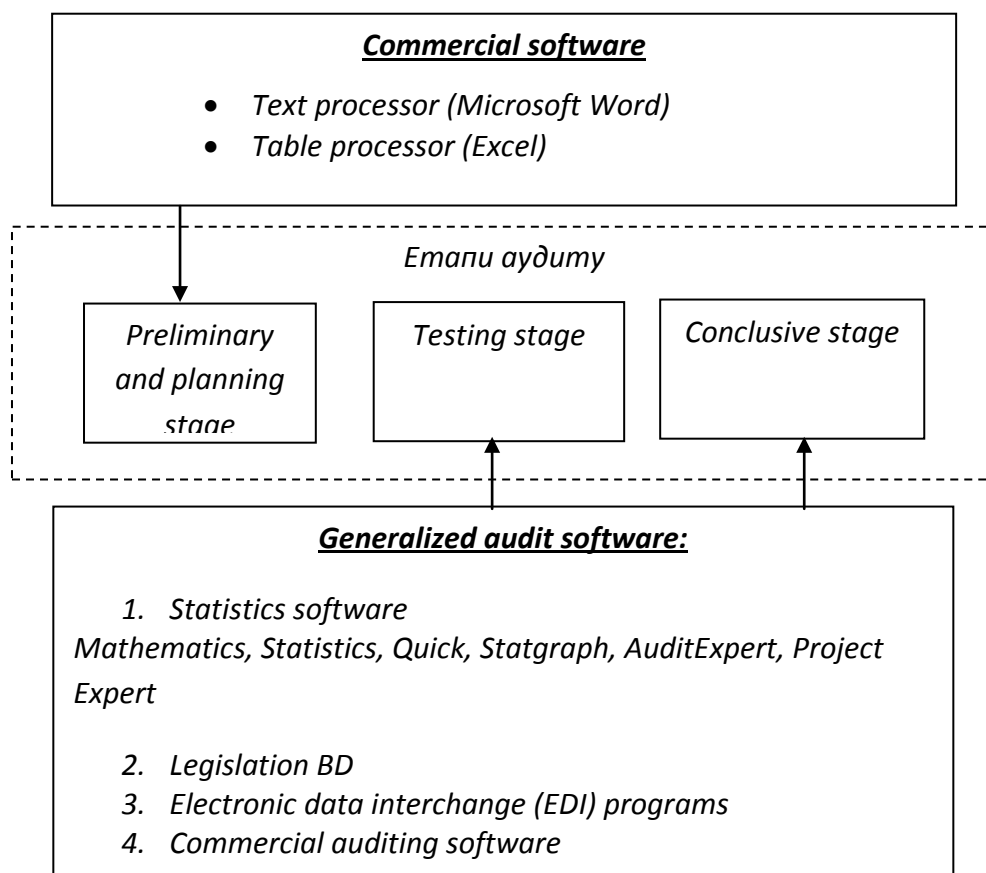 Commercial software
• Text processor (Microsoft Word)
• Table processor (Excel)
Етапи аудиту
Preliminary
and planning
stage
Testing stage
Conclusive stage
Generalized audit software:
1. Statistics software
Mathematics, Statistics, Quick, Statgraph, AuditExpert, Project
Expert
2. Legislation BD
3. Electronic data interchange (EDI) programs
4. Commercial auditing software